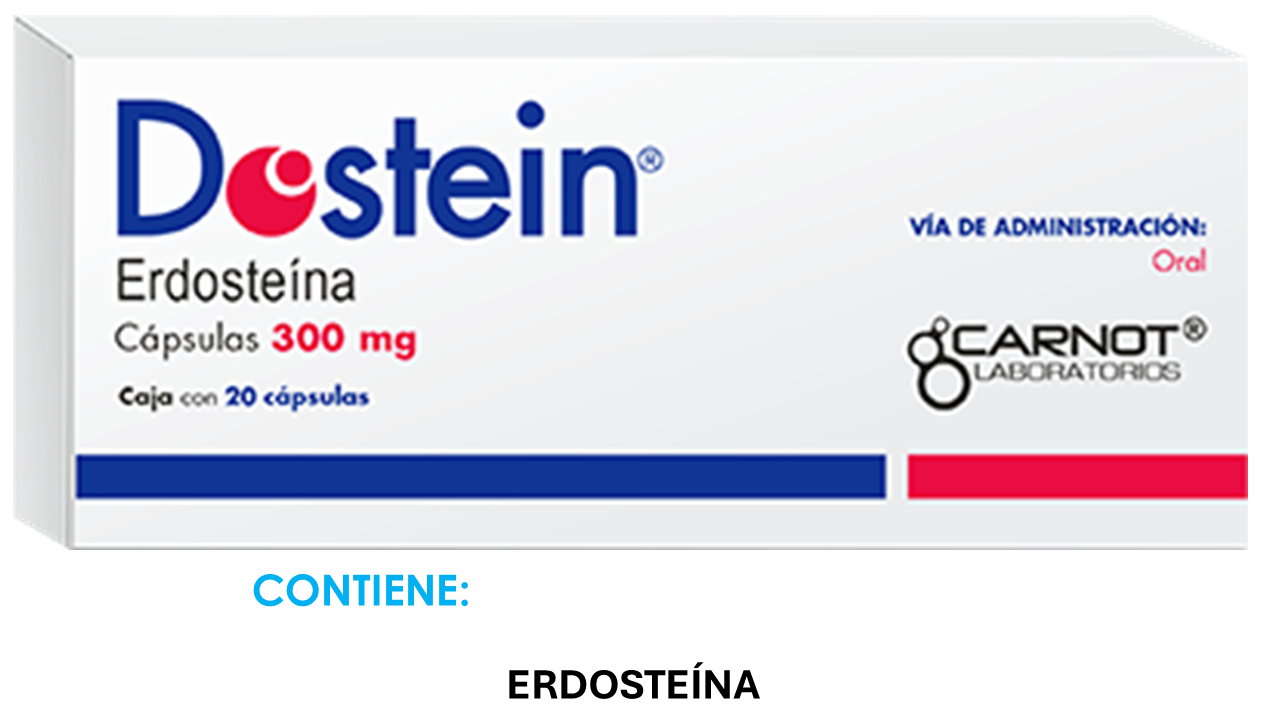 Dostein®
Erdosteína
Cápsulas 300 mg
Caja con 20 cápsulas
VÍA DE ADMINISTRACIÓN:
Oral
CARNOT®
LABORATORIOS
CONTIENE:
ERDOSTEÍNA